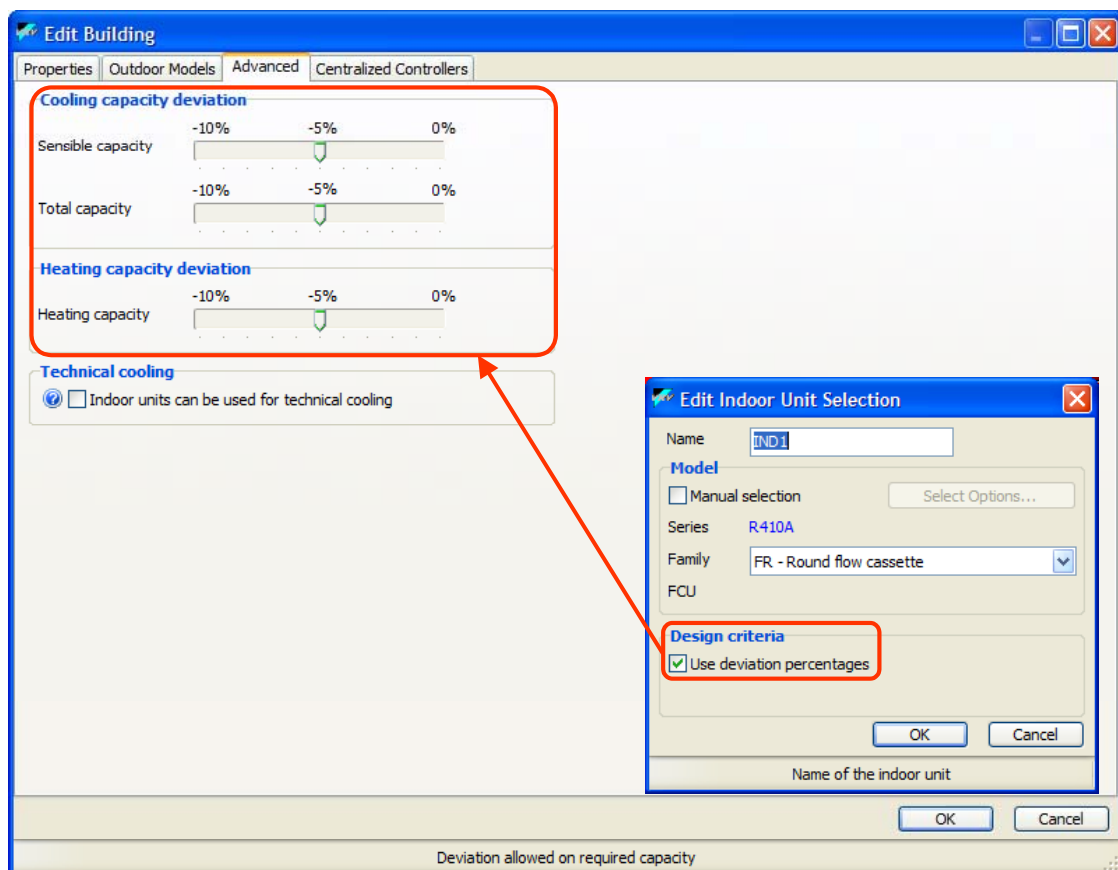 Edit Building
Properties Outdoor Models Advanced Centralized Controllers
Cooling capacity deviation
-10% -5% 0%
Sensible capacity
-10% -5% 0%
Total capacity
Heating capacity deviation
-10% -5% 0%
Heating capacity
Technical cooling
Indoor units can be used for technical cooling
Edit Indoor Unit Selection
Name IND1
Model
Manual selection Select Options...
Series R410A
Family FR - Round flow cassette
FCU
Design criteria
Use deviation percentages
OK Cancel
Name of the indoor unit
OK Cancel
Deviation allowed on required capacity